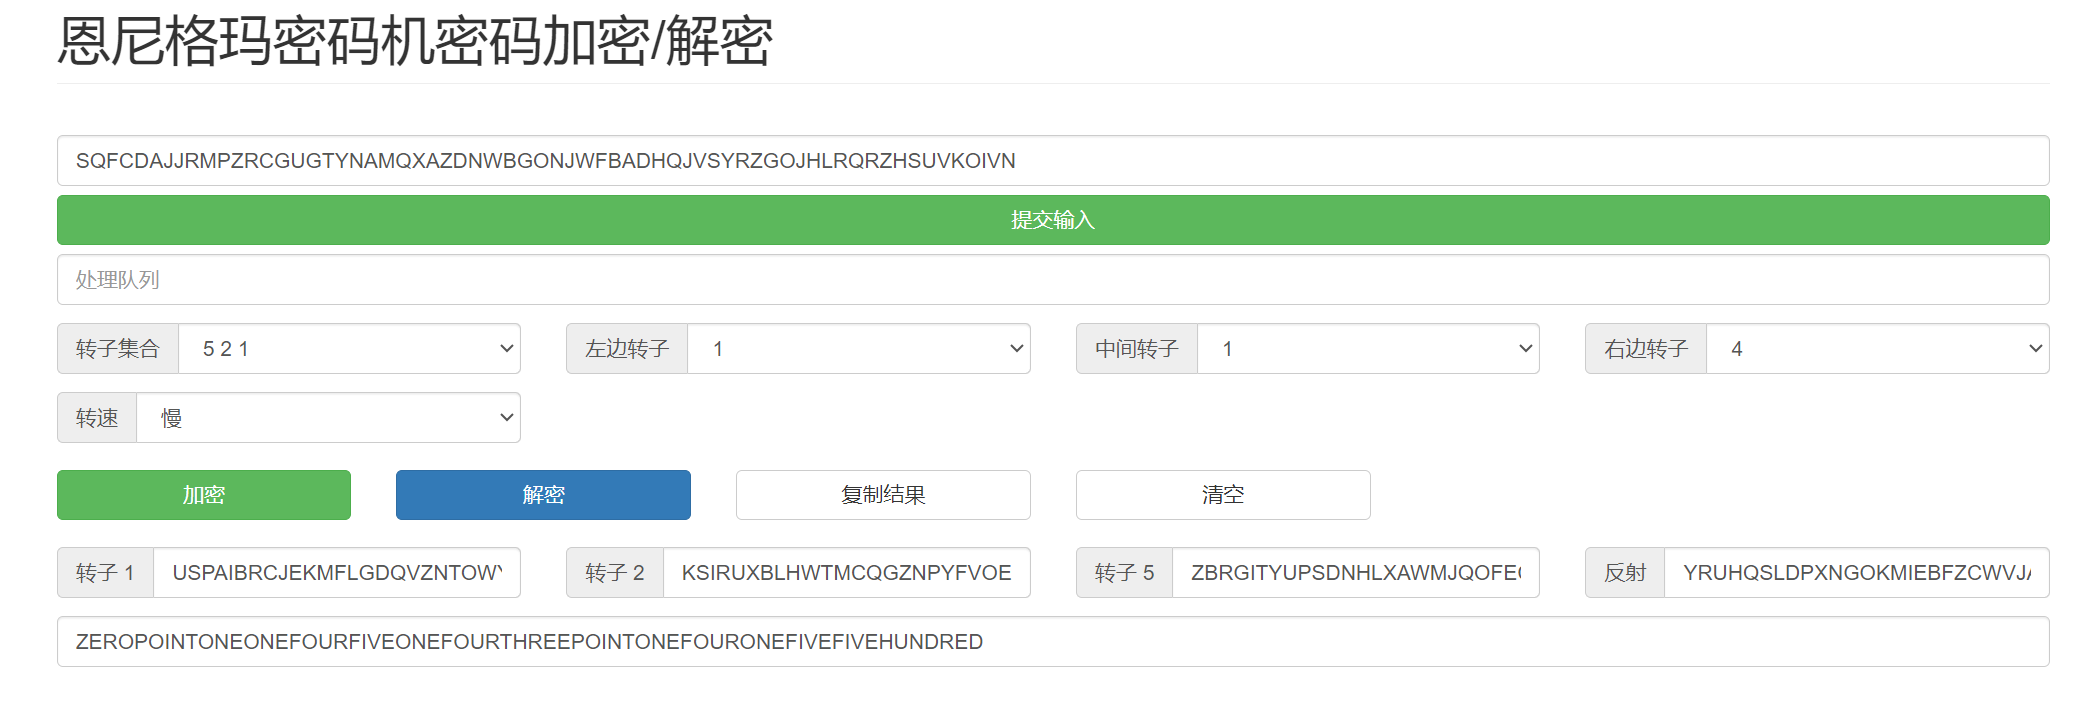 恩尼格玛密码机密码加密/解密
SQFCDAJJRMPZRCGUGTYNAMQXAZDNWBGONJWFBADHQJVSYRZGOJHLRQRZHSUVKOIVN
提交输入
处理队列
转子集合 5 2 1 左边转子 1 中间转子 1 右边转子 4
转速 慢
加密 解密 复制结果 清空
转子 1 USPAIBRCJEKMFLGDQVZNTOW 转子 2 KSIRUXBLHWTMCQGZNPYFVOE 转子 5 ZBRGITYUPSDNHLXAWMJQOFE 反射 YRUHQSLDPXNGOKMIEBFZCWVJ
ZEROPOINTONEONEFOURFIVEONEFOURTHREEPOINTONEFOURONEFIVEFIVEHUNDRED